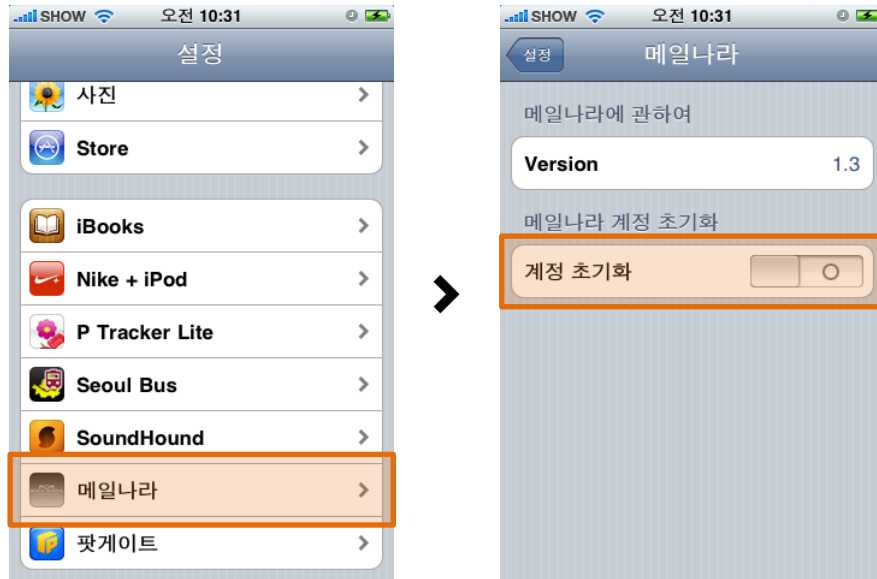 SHOW 오전 10:31
설정
사진
Store
iBooks
Nike + iPod
P Tracker Lite
Seoul Bus
SoundHound
메일나라
팟게이트
SHOW 오전 10:31
설정 메일나라
메일나라에 관하여
Version 1.3
메일나라 계정 초기화
계정 초기화